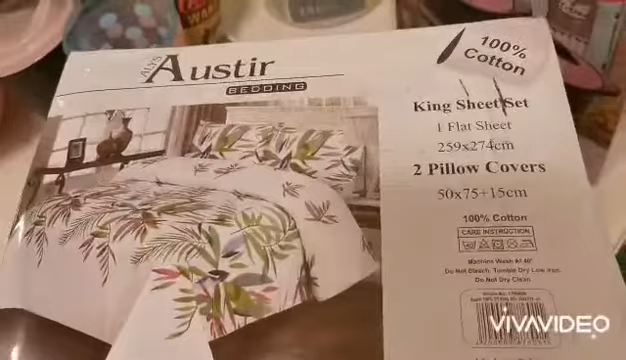 Austir
BEDDING
100%
Cotton
King Sheet Set
1 Flat Sheet
259x274cm
2 Pillow Covers
50x75+15cm
100% Cotton
CARE INSTRUCTION
Machine Wash At 40°
Do Not Bleach, Tumble Dry Low Iron,
Do Not Dry Clean
VIVAVIDEO